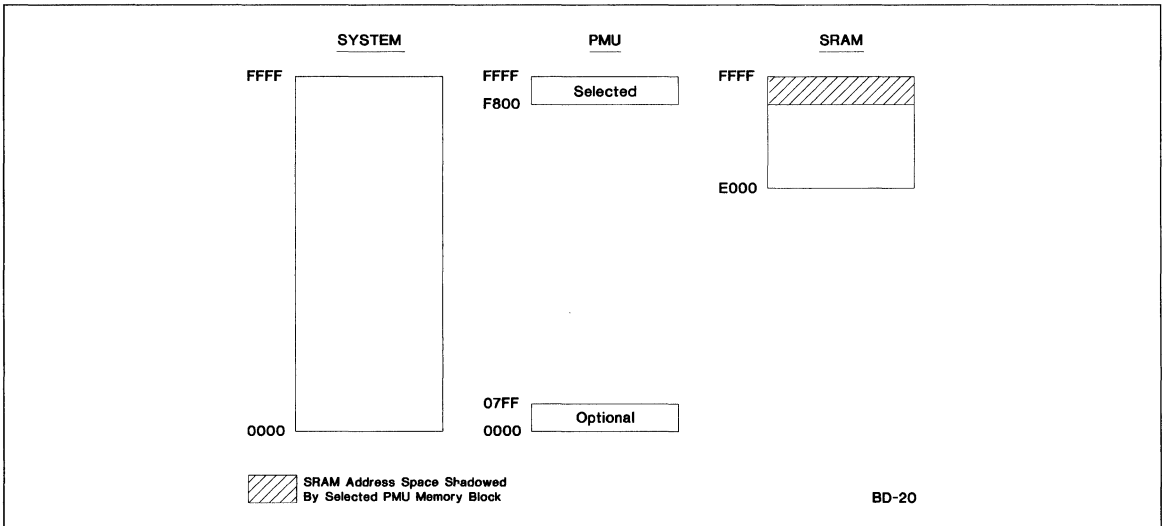 SYSTEM
PMU
SRAM
FFFF
FFFF
Selected
F800
FFFF
E000
07FF
Optional
0000
0000
SRAM Address Space Shadowed
By Selected PMU Memory Block
BD-20